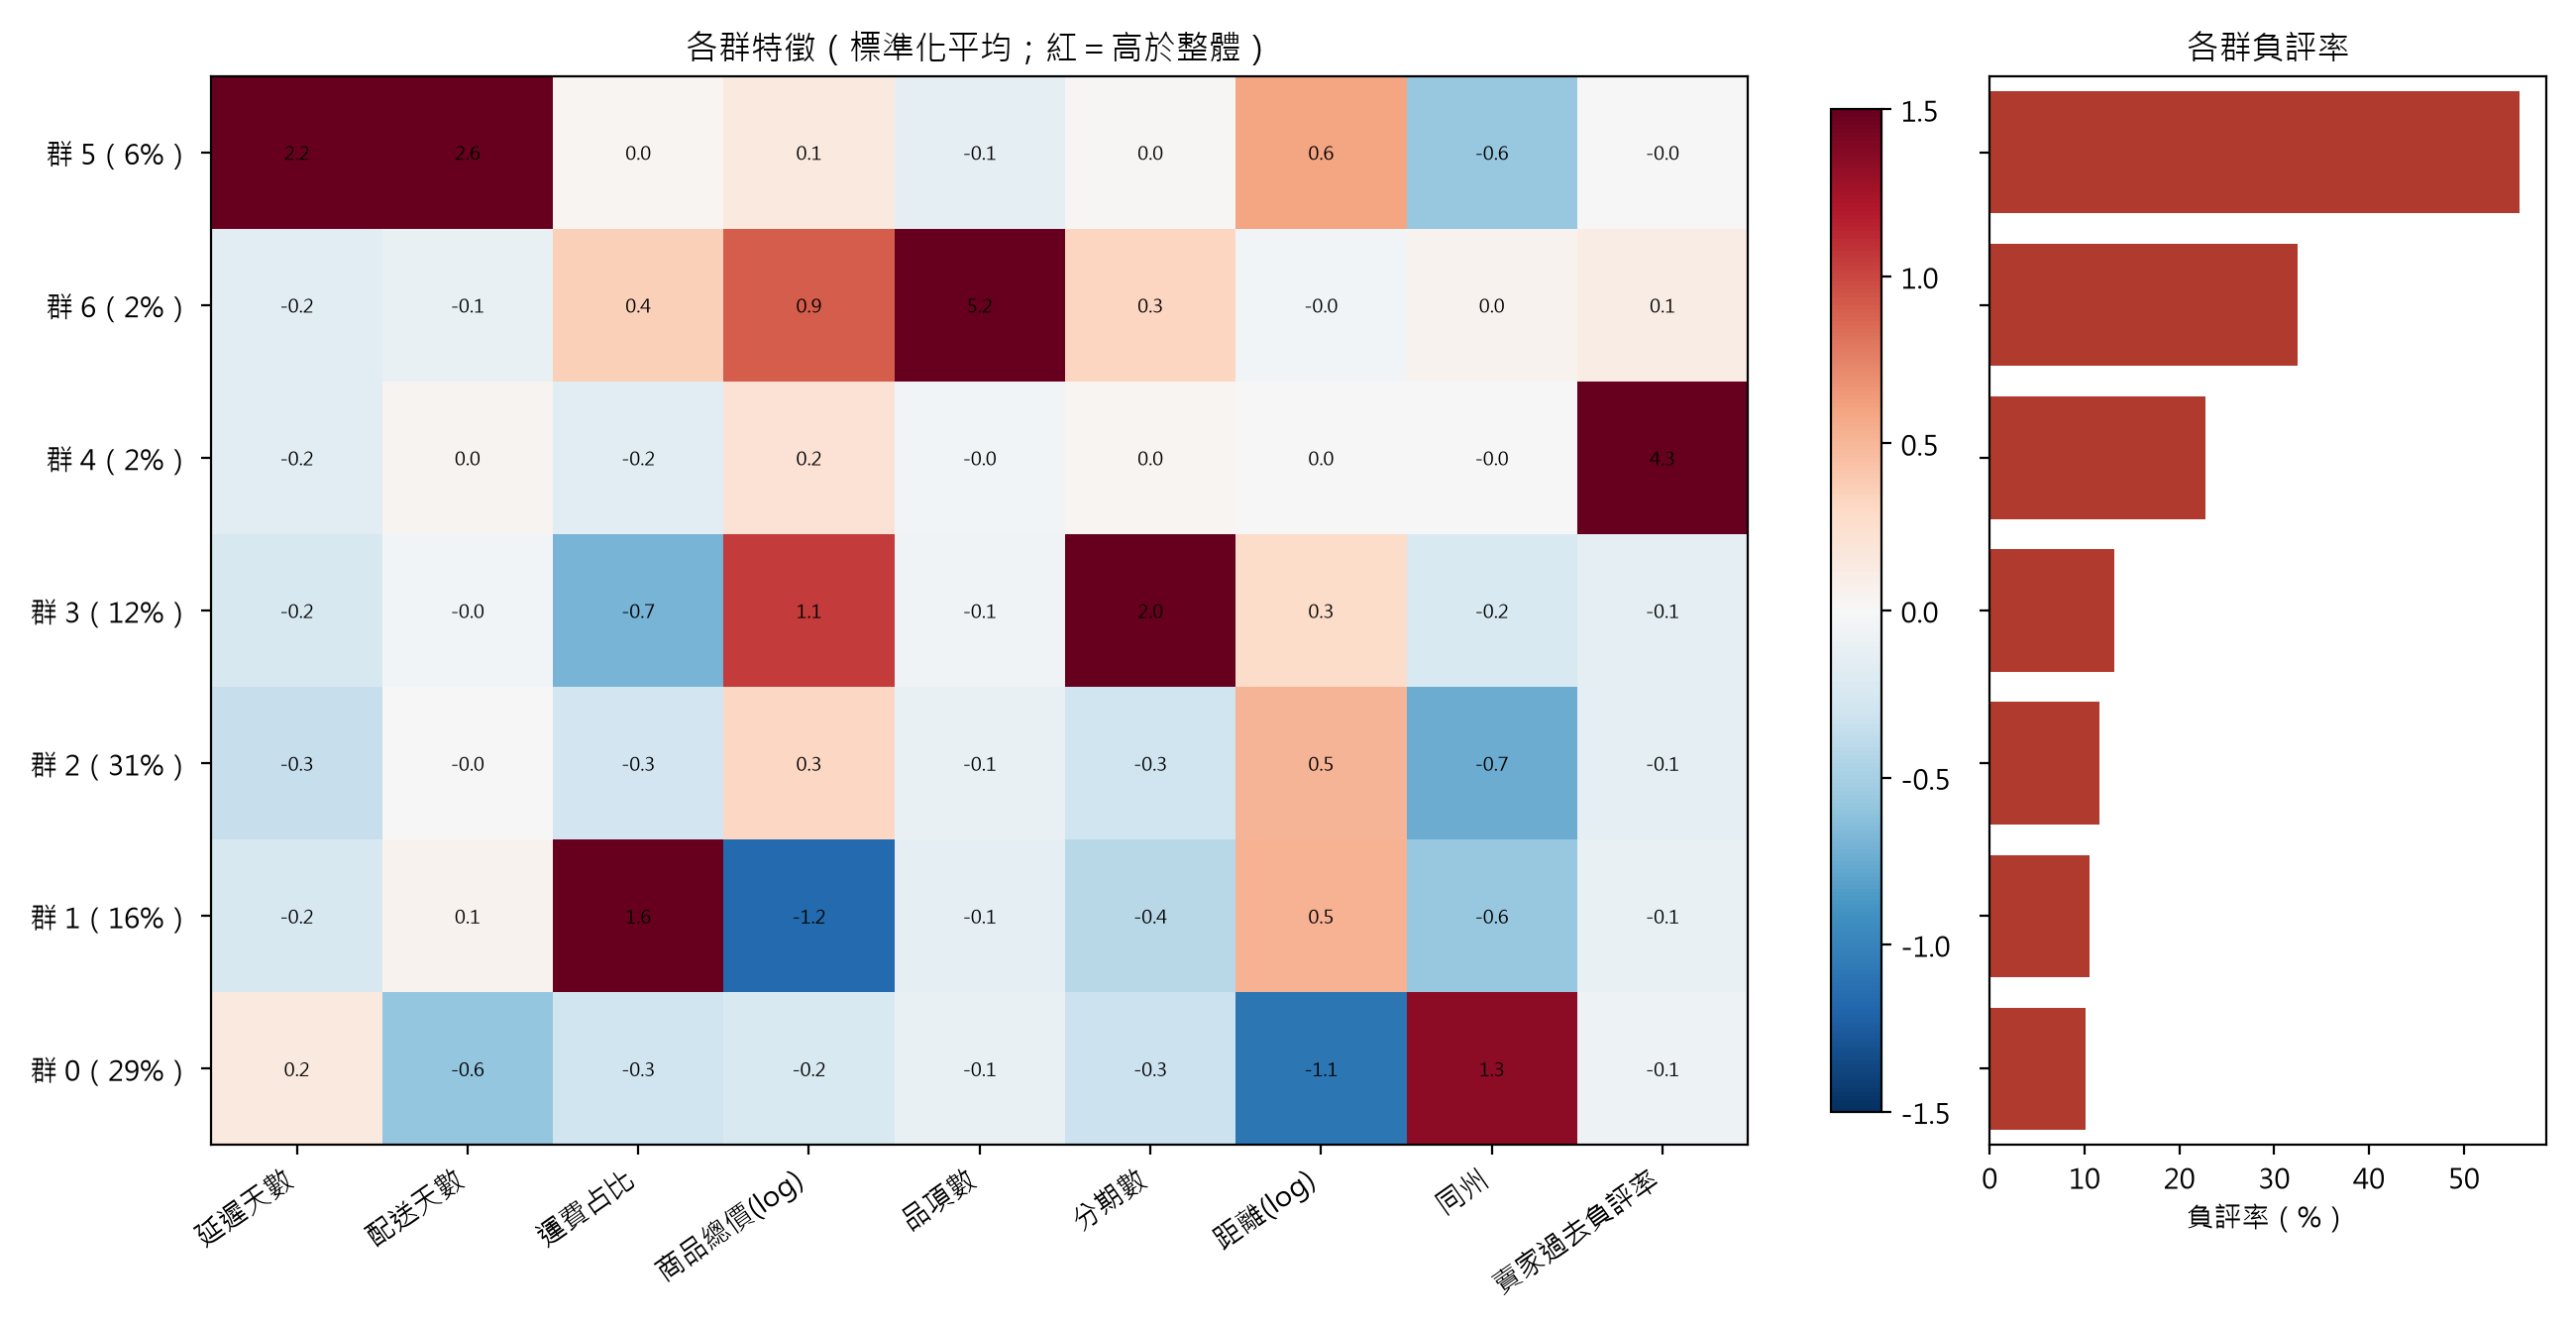 各群特徵（標準化平均；紅＝高於整體）
群 5（6%）
2.2 2.6 0.0 0.1 -0.1 0.0 0.6 -0.6 -0.0
群 6（2%）
-0.2 -0.1 0.4 0.9 5.2 0.3 -0.0 0.0 0.1
群 4（2%）
-0.2 0.0 -0.2 0.2 -0.0 0.0 0.0 -0.0 4.3
群 3（12%）
-0.2 -0.0 -0.7 1.1 -0.1 2.0 0.3 -0.2 -0.1
群 2（31%）
-0.3 -0.0 -0.3 0.3 -0.1 -0.3 0.5 -0.7 -0.1
群 1（16%）
-0.2 0.1 1.6 -1.2 -0.1 -0.4 0.5 -0.6 -0.1
群 0（29%）
0.2 -0.6 -0.3 -0.2 -0.1 -0.3 -1.1 1.3 -0.1
延遲天數
配送天數
運費占比
商品總價(log)
品項數
分期數
距離(log)
同州
賣家過去負評率
1.5
1.0
0.5
0.0
-0.5
-1.0
-1.5
各群負評率
0 10 20 30 40 50
負評率（%）